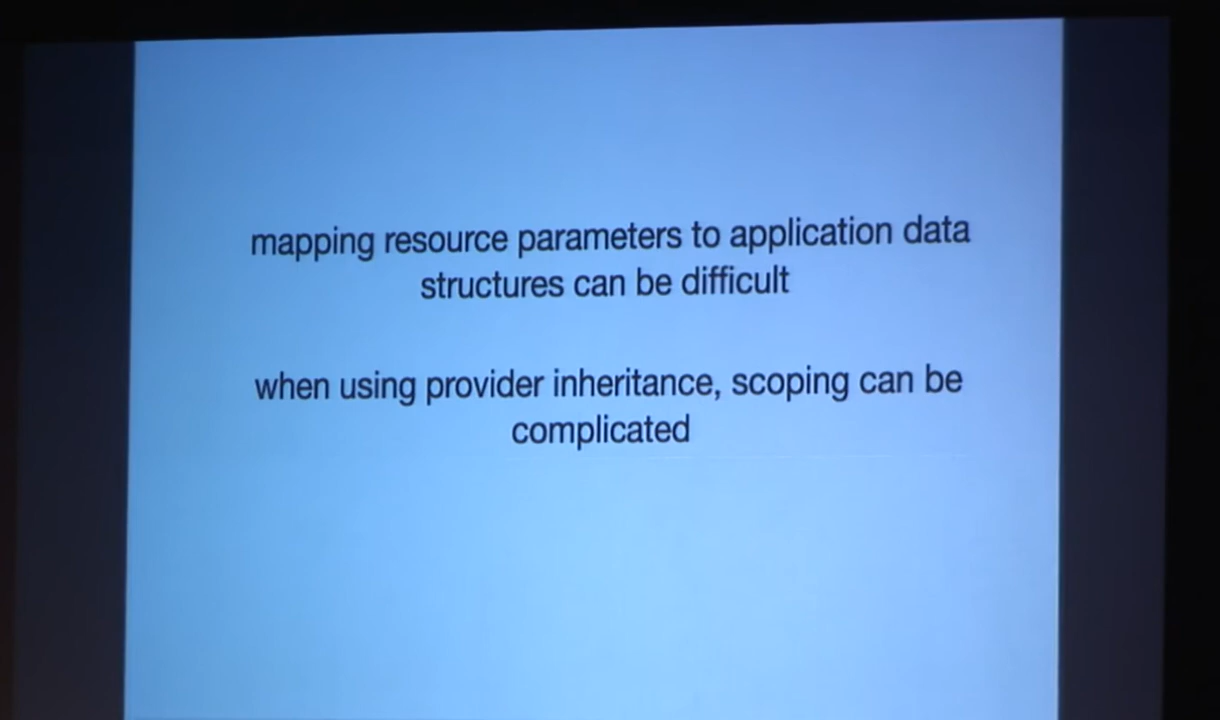 mapping resource parameters to application data
structures can be difficult
when using provider inheritance, scoping can be
complicated